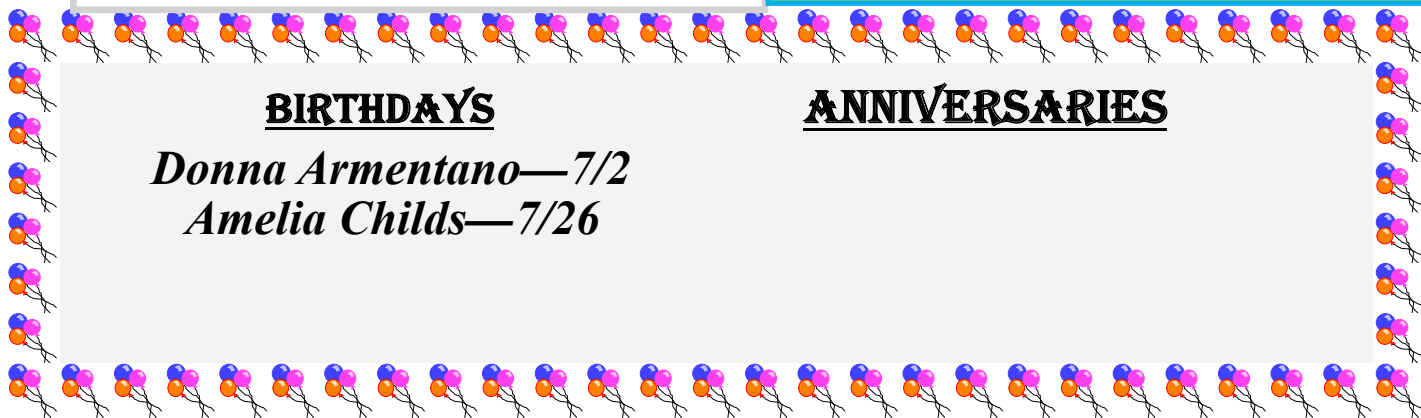 BIRTHDAYS
Donna Armentano—7/2
Amelia Childs—7/26
ANNIVERSARIES